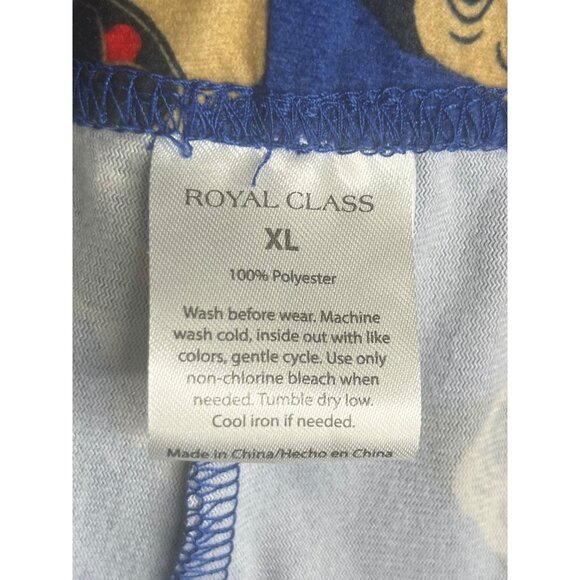 ROYAL CLASS
XL
100% Polyester
Wash before wear. Machine
wash cold, inside out with like
colors, gentle cycle. Use only
non-chlorine bleach when
needed. Tumble dry low.
Cool iron if needed.
Made in China/Hecho en China